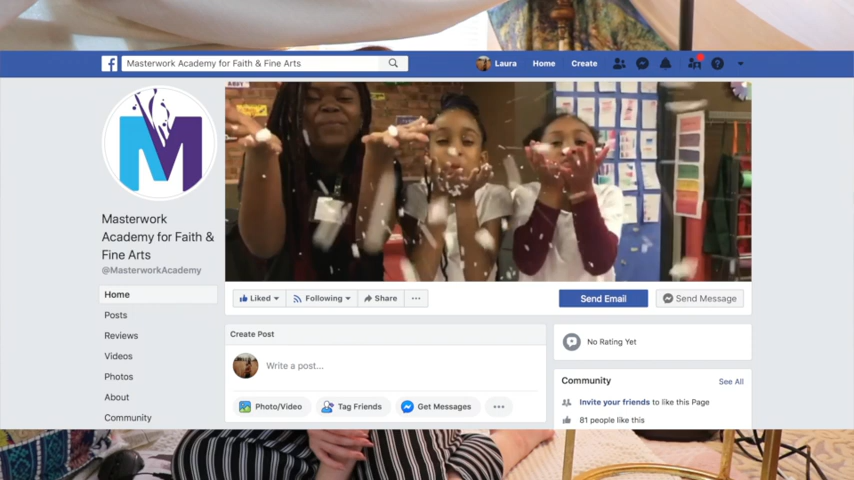 Masterwork Academy for Faith & Fine Arts
Laura
Home
Create
M
Masterwork
Academy for Faith &
Fine Arts
@MasterworkAcademy
Home
Posts
Reviews
Videos
Photos
About
Community
Liked
Following
Share
Send Email
Send Message
Create Post
Write a post...
Photo/Video
Tag Friends
Get Messages
No Rating Yet
Community
See All
Invite your friends to like this Page
81 people like this